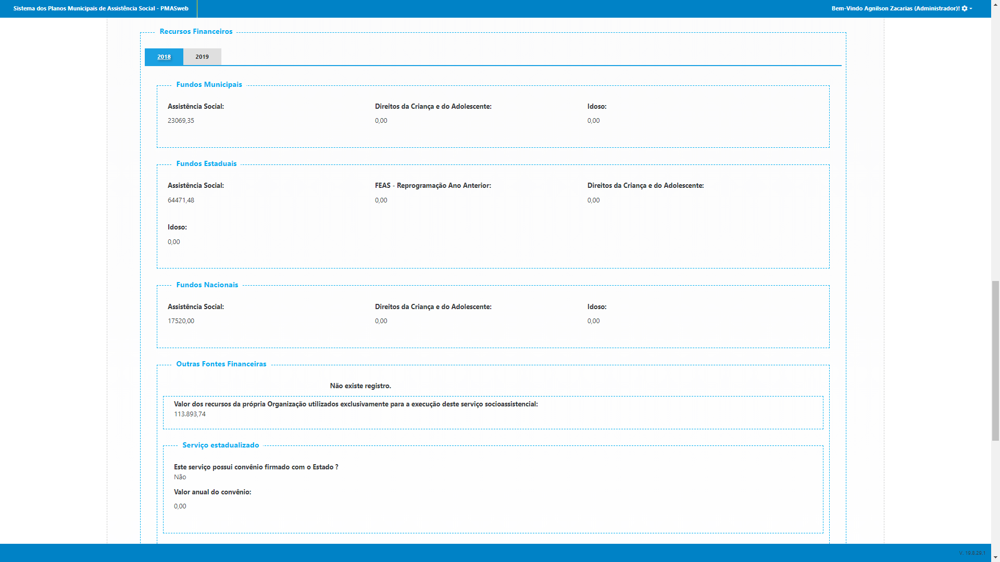 Sistema dos Planos Municipais de Assistência Social - PMASweb
Bem-Vindo Agnilson Zacarias (Administrador)!
Recursos Financeiros
2018 2019
Fundos Municipais
Assistência Social: Direitos da Criança e do Adolescente: Idoso:
23069,35 0,00 0,00
Fundos Estaduais
Assistência Social: FEAS - Reprogramação Ano Anterior: Direitos da Criança e do Adolescente:
64471,48 0,00 0,00
Idoso:
0,00
Fundos Nacionais
Assistência Social: Direitos da Criança e do Adolescente: Idoso:
17520,00 0,00 0,00
Outras Fontes Financeiras
Não existe registro.
Valor dos recursos da própria Organização utilizados exclusivamente para a execução deste serviço socioassistencial:
113.893,74
Serviço estadualizado
Este serviço possui convênio firmado com o Estado ?
Não
Valor anual do convênio:
0,00
V. 19.8.29.1